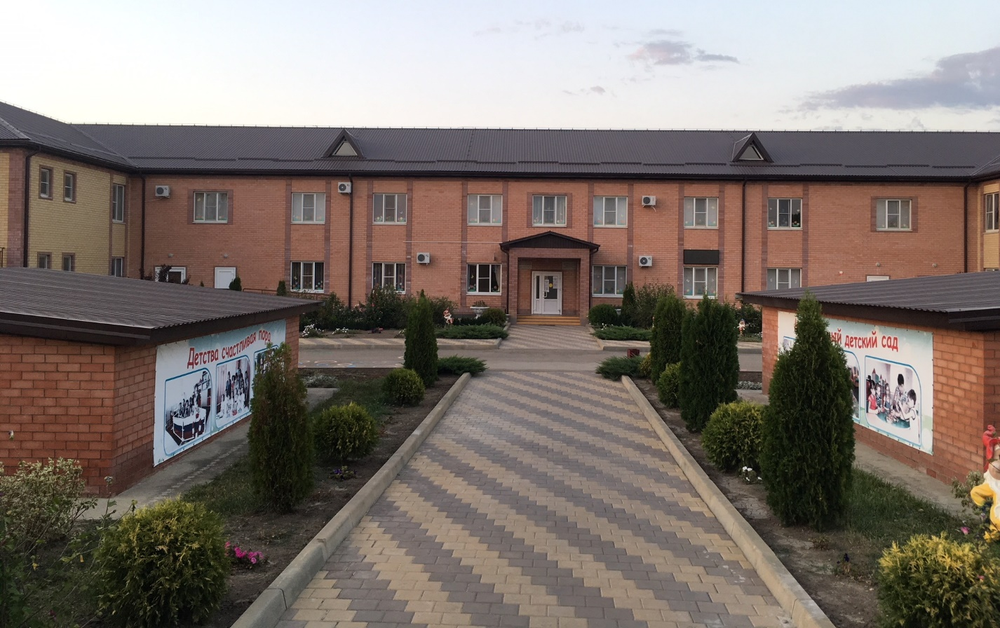 Детства счастливая пора
детский сад